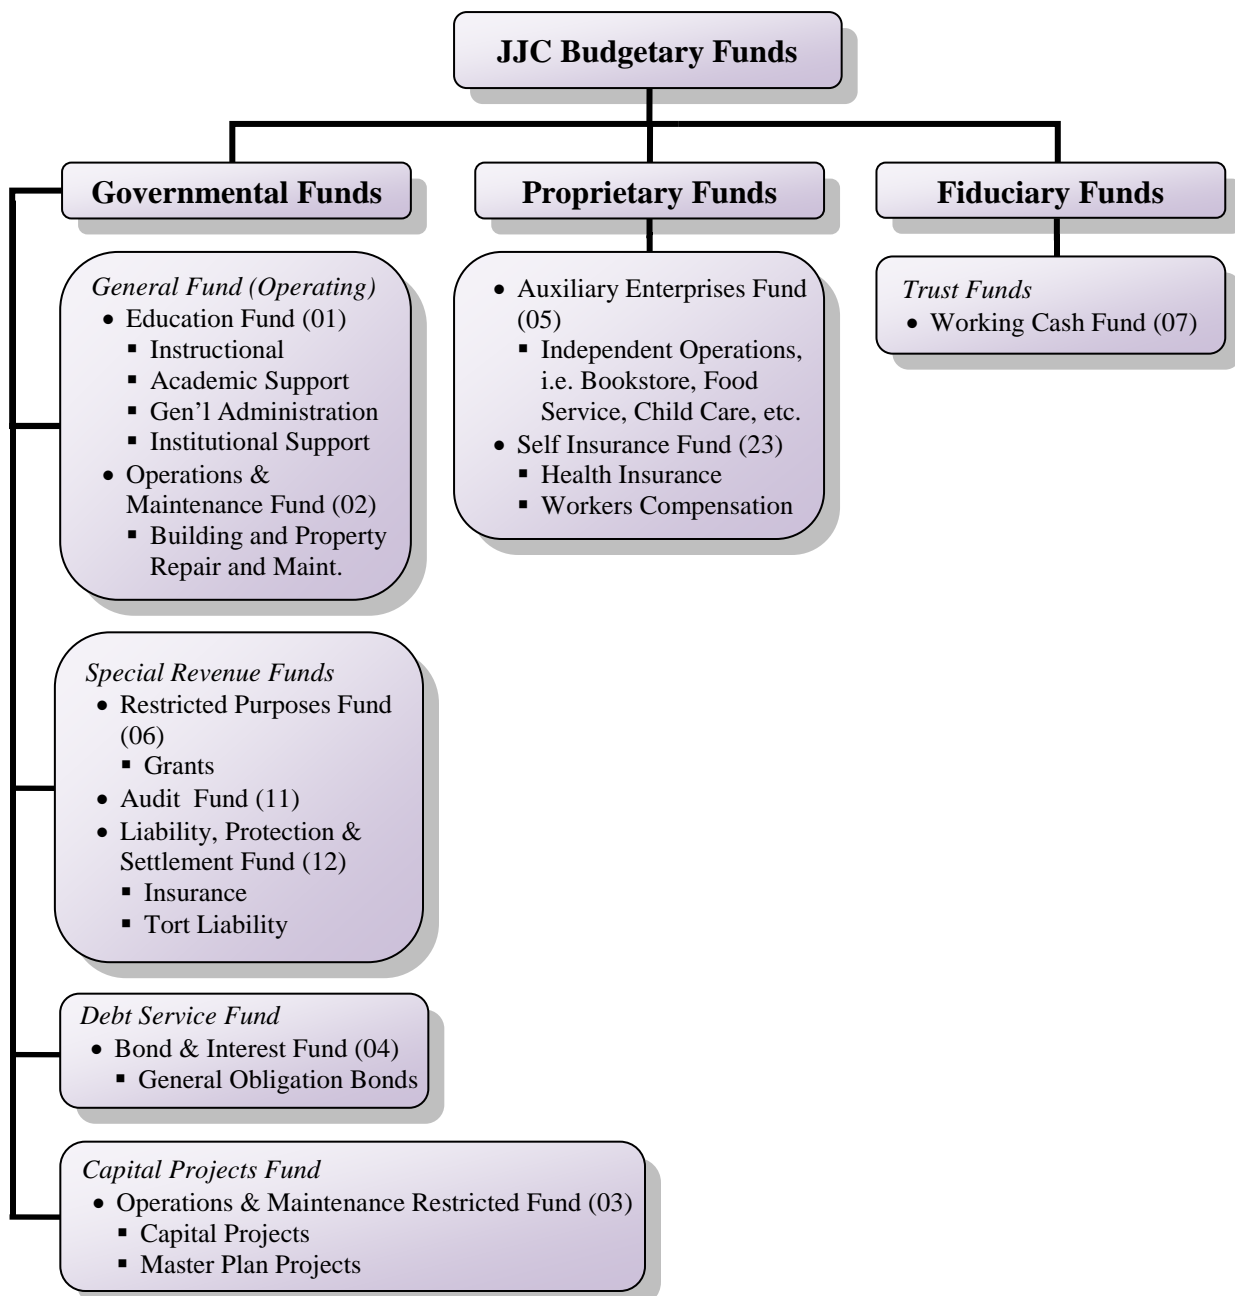 JJC Budgetary Funds
Governmental Funds
Proprietary Funds
Fiduciary Funds
General Fund (Operating)
• Education Fund (01)
▪ Instructional
▪ Academic Support
▪ Gen’l Administration
▪ Institutional Support
• Operations &
Maintenance Fund (02)
▪ Building and Property
Repair and Maint.
• Auxiliary Enterprises Fund
(05)
▪ Independent Operations,
i.e. Bookstore, Food
Service, Child Care, etc.
• Self Insurance Fund (23)
▪ Health Insurance
▪ Workers Compensation
Trust Funds
• Working Cash Fund (07)
Special Revenue Funds
• Restricted Purposes Fund
(06)
▪ Grants
• Audit  Fund (11)
• Liability, Protection &
Settlement Fund (12)
▪ Insurance
▪ Tort Liability
Debt Service Fund
• Bond & Interest Fund (04)
▪ General Obligation Bonds
Capital Projects Fund
• Operations & Maintenance Restricted Fund (03)
▪ Capital Projects
▪ Master Plan Projects